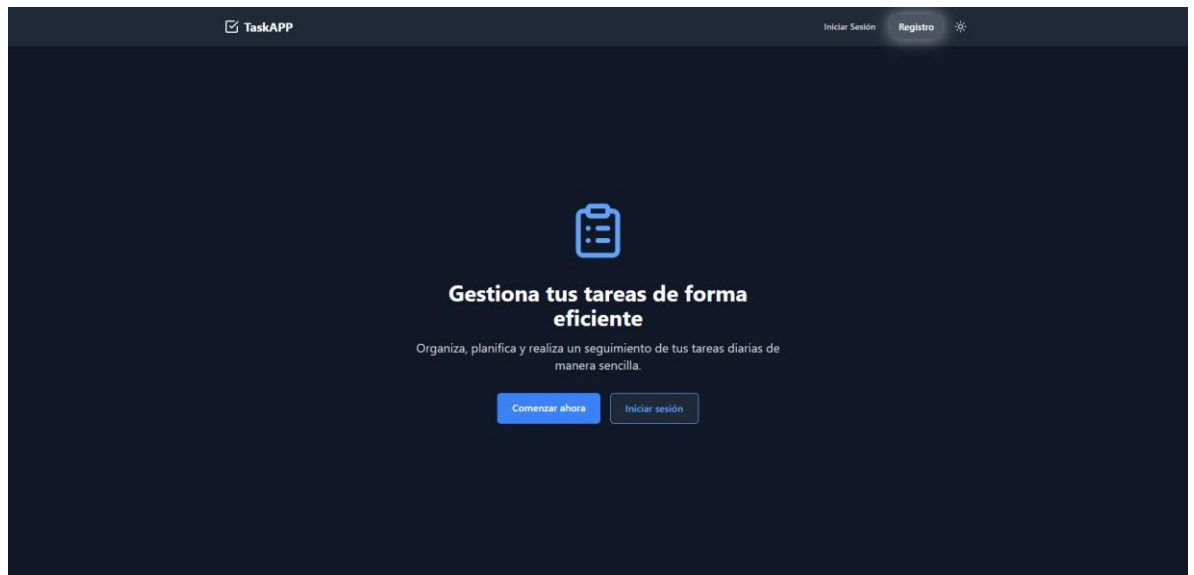 TaskAPP
Iniciar Sesión
Registro
Gestiona tus tareas de forma
eficiente
Organiza, planifica y realiza un seguimiento de tus tareas diarias de
manera sencilla.
Comenzar ahora
Iniciar sesión